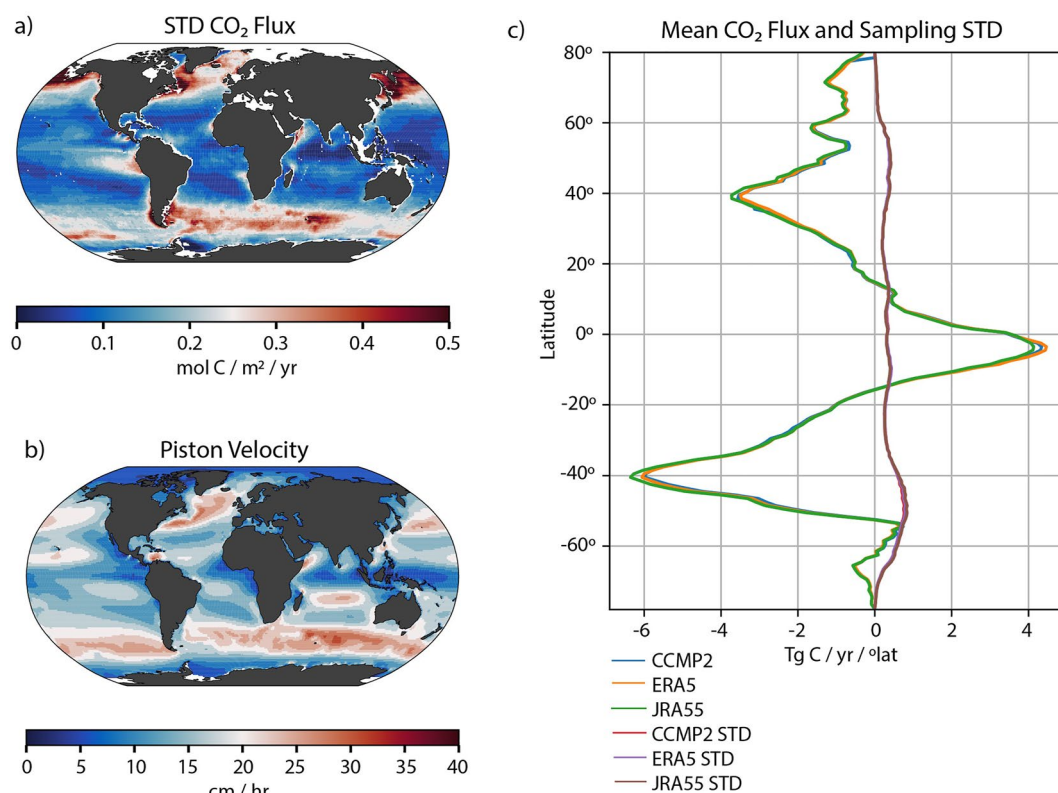 a)
STD CO₂ Flux
0 0.1 0.2 0.3 0.4 0.5
mol C / m² / yr
b)
Piston Velocity
0 5 10 15 20 25 30 35 40
cm / hr
c)
Mean CO₂ Flux and Sampling STD
80º
60º
40º
20º
0º
-20º
-40º
-60º
Latitude
-6 -4 -2 0 2 4
Tg C / yr / ºlat
CCMP2
ERA5
JRA55
CCMP2 STD
ERA5 STD
JRA55 STD